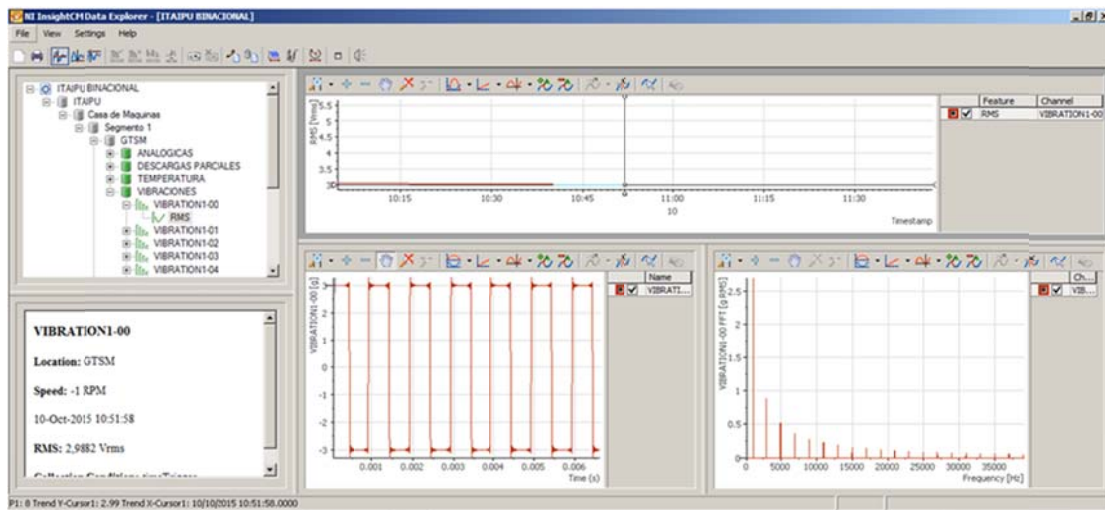 NI InsightCM Data Explorer - [ITAIPU BINACIONAL]
File View Settings Help
ITAIPU BINACIONAL
ITAIPU
Casa de Maquinas
Segmento 1
GTSM
ANALOGICAS
DESCARGAS PARCIALES
TEMPERATURA
VIBRACIONES
VIBRATION1-00
RMS
VIBRATION1-01
VIBRATION1-02
VIBRATION1-03
VIBRATION1-04
RMS [Vrms]
5.5
5
4.5
4
3.5
3
10:15 10:30 10:45 11:00 11:15 11:30
10
Timestamp
Feature Channel
RMS VIBRATION1-00
VIBRATION1-00
Location: GTSM
Speed: -1 RPM
10-Oct-2015 10:51:58
RMS: 2,9882 Vrms
VIBRATION1-00 [g]
3
2
1
0
-1
-2
-3
0.001 0.002 0.003 0.004 0.005 0.006
Time (s)
Name
VIBRATI...
VIBRATION1-00 FFT [g RMS]
2.5
2
1.5
1
0.5
0
0 5000 10000 15000 20000 25000 30000 35000
Frequency [Hz]
Ch...
VIB...
P1: 8 Trend Y-Cursor1: 2.99 Trend X-Cursor1: 10/10/2015 10:51:58.0000